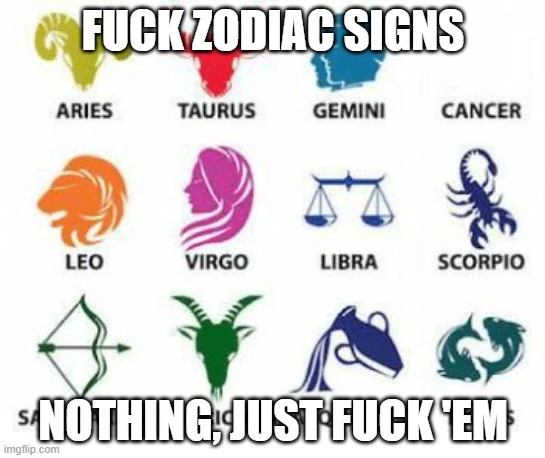 FUCK ZODIAC SIGNS
ARIES TAURUS GEMINI CANCER
LEO VIRGO LIBRA SCORPIO
NOTHING, JUST FUCK 'EM
imgflip.com